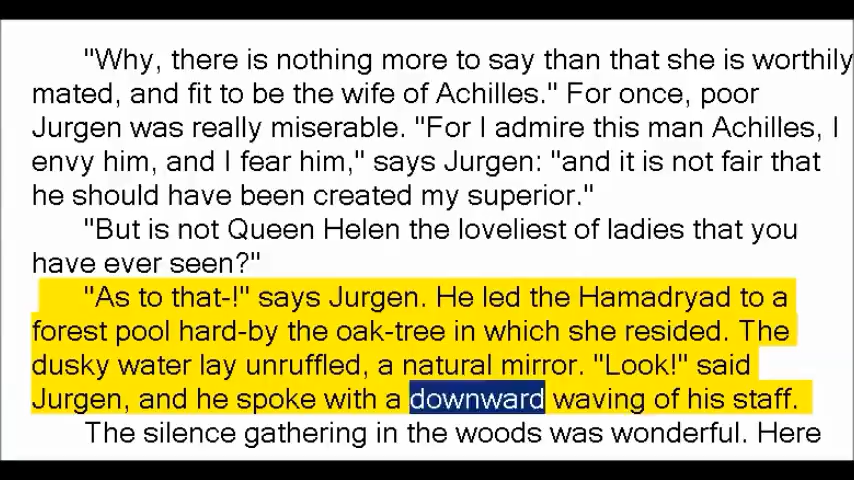 "Why, there is nothing more to say than that she is worthily
mated, and fit to be the wife of Achilles." For once, poor
Jurgen was really miserable. "For I admire this man Achilles, I
envy him, and I fear him," says Jurgen: "and it is not fair that
he should have been created my superior."
"But is not Queen Helen the loveliest of ladies that you
have ever seen?"
"As to that-!" says Jurgen. He led the Hamadryad to a
forest pool hard-by the oak-tree in which she resided. The
dusky water lay unruffled, a natural mirror. "Look!" said
Jurgen, and he spoke with a downward waving of his staff.
The silence gathering in the woods was wonderful. Here